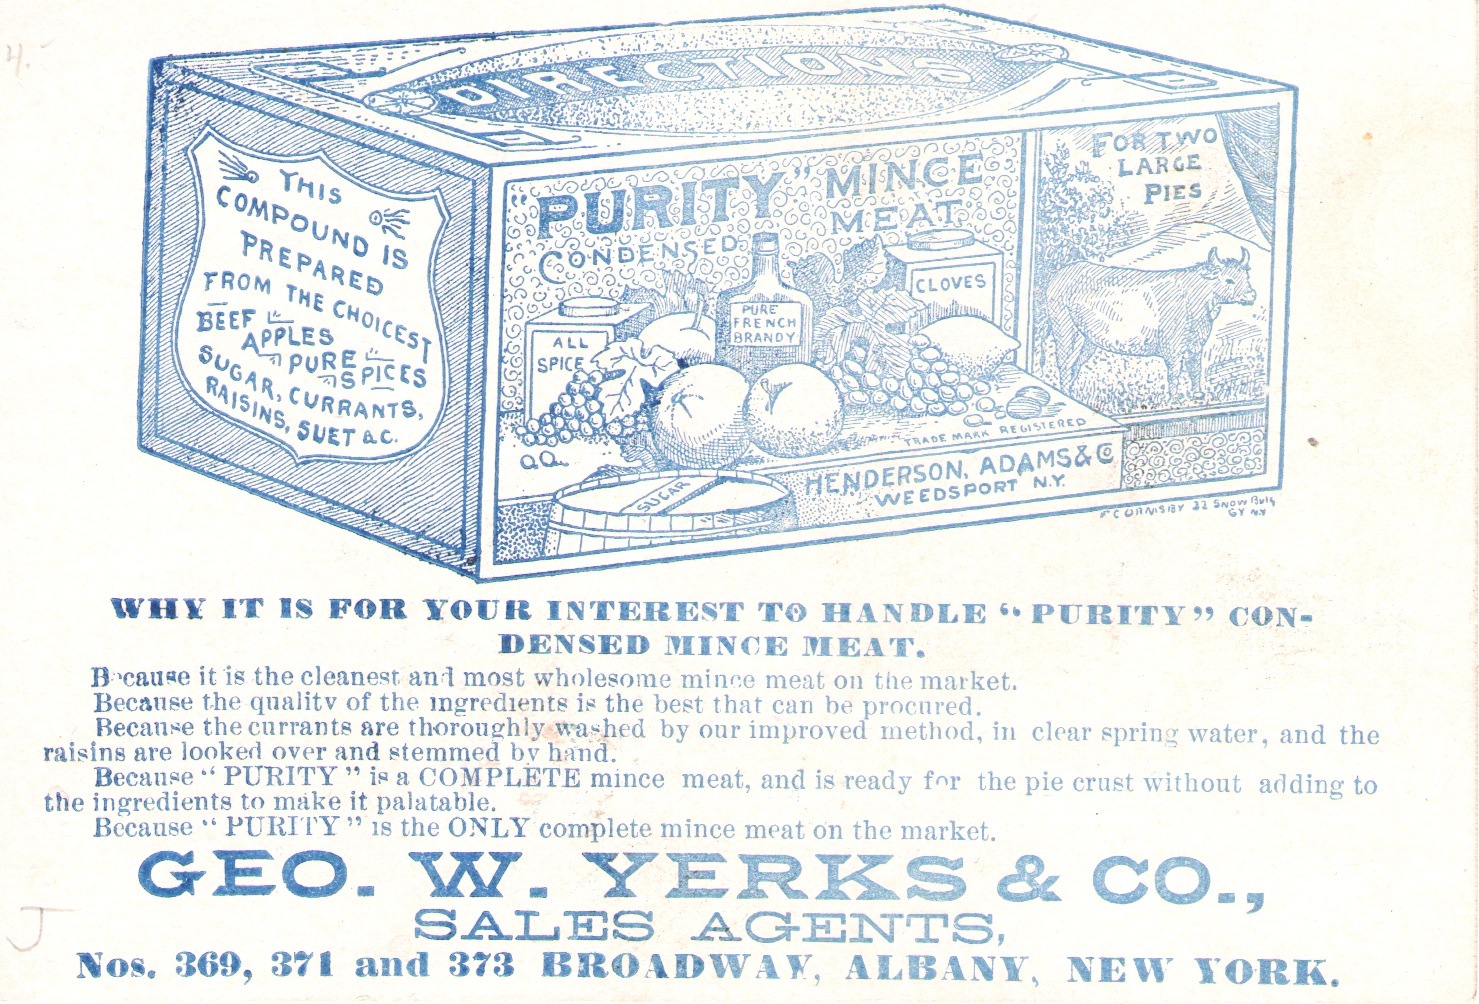 4.
DIRECTIONS
THIS
COMPOUND IS
PREPARED
FROM THE CHOICEST
BEEF
APPLES
PURE SPICES
SUGAR, CURRANTS,
RAISINS, SUET &C.
"PURITY" MINCE
MEAT
CONDENSED
FOR TWO
LARGE
PIES
CLOVES
PURE
FRENCH
BRANDY
ALL
SPICE
SUGAR
TRADE MARK REGISTERED
HENDERSON, ADAMS & CO
WEEDSPORT N.Y.
WHY IT IS FOR YOUR INTEREST TO HANDLE "PURITY" CON-
DENSED MINCE MEAT.
Because it is the cleanest and most wholesome mince meat on the market.
Because the quality of the ingredients is the best that can be procured.
Because the currants are thoroughly washed by our improved method, in clear spring water, and the
raisins are looked over and stemmed by hand.
Because "PURITY" is a COMPLETE mince meat, and is ready for the pie crust without adding to
the ingredients to make it palatable.
Because "PURITY" is the ONLY complete mince meat on the market.
GEO. W. YERKS & CO.,
SALES AGENTS,
Nos. 369, 371 and 373 BROADWAY, ALBANY, NEW YORK.
J